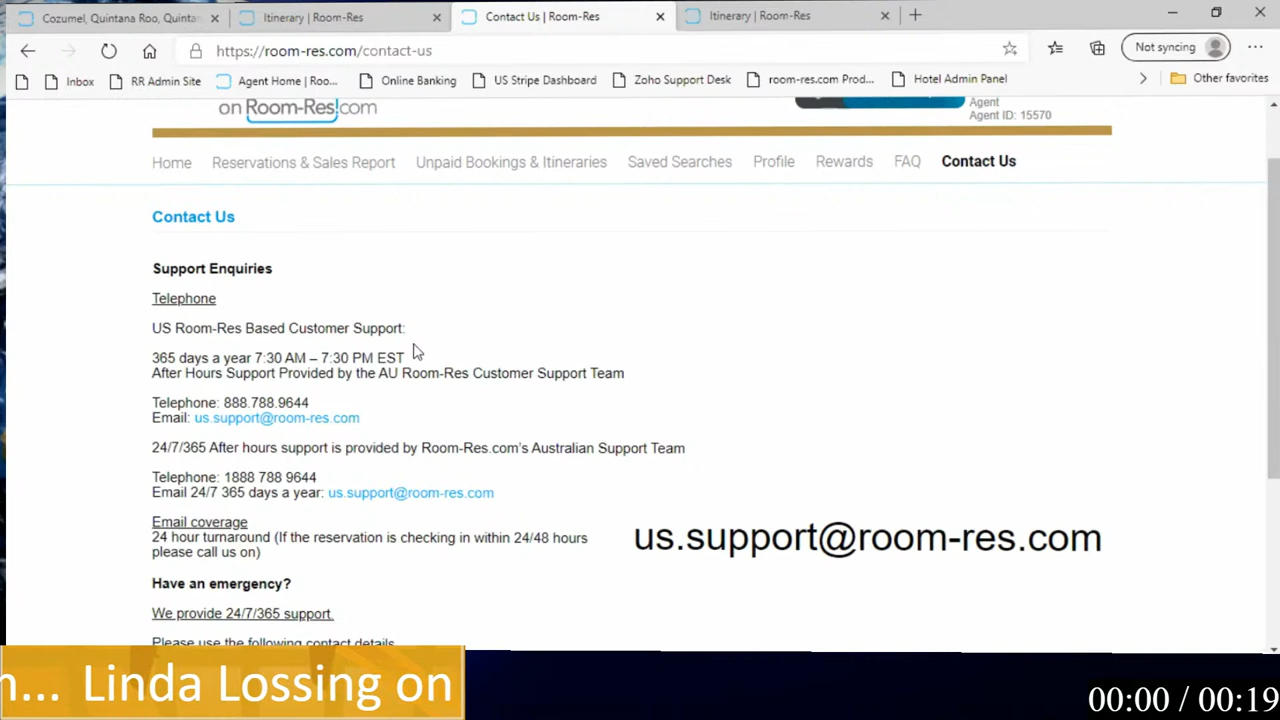 Cozumel, Quintana Roo, Quintan
Itinerary | Room-Res
Contact Us | Room-Res
Itinerary | Room-Res
https://room-res.com/contact-us
Not syncing
Inbox
RR Admin Site
Agent Home | Roo...
Online Banking
US Stripe Dashboard
Zoho Support Desk
room-res.com Prod...
Hotel Admin Panel
Other favorites
on Room-Res!.com
Agent
Agent ID: 15570
Home
Reservations & Sales Report
Unpaid Bookings & Itineraries
Saved Searches
Profile
Rewards
FAQ
Contact Us
Contact Us
Support Enquiries
Telephone
US Room-Res Based Customer Support:
365 days a year 7:30 AM – 7:30 PM EST
After Hours Support Provided by the AU Room-Res Customer Support Team
Telephone: 888.788.9644
Email: us.support@room-res.com
24/7/365 After hours support is provided by Room-Res.com's Australian Support Team
Telephone: 1888 788 9644
Email 24/7 365 days a year: us.support@room-res.com
Email coverage
24 hour turnaround (If the reservation is checking in within 24/48 hours
please call us on)
us.support@room-res.com
Have an emergency?
We provide 24/7/365 support.
Please use the following contact details
... Linda Lossing on
00:00 / 00:19